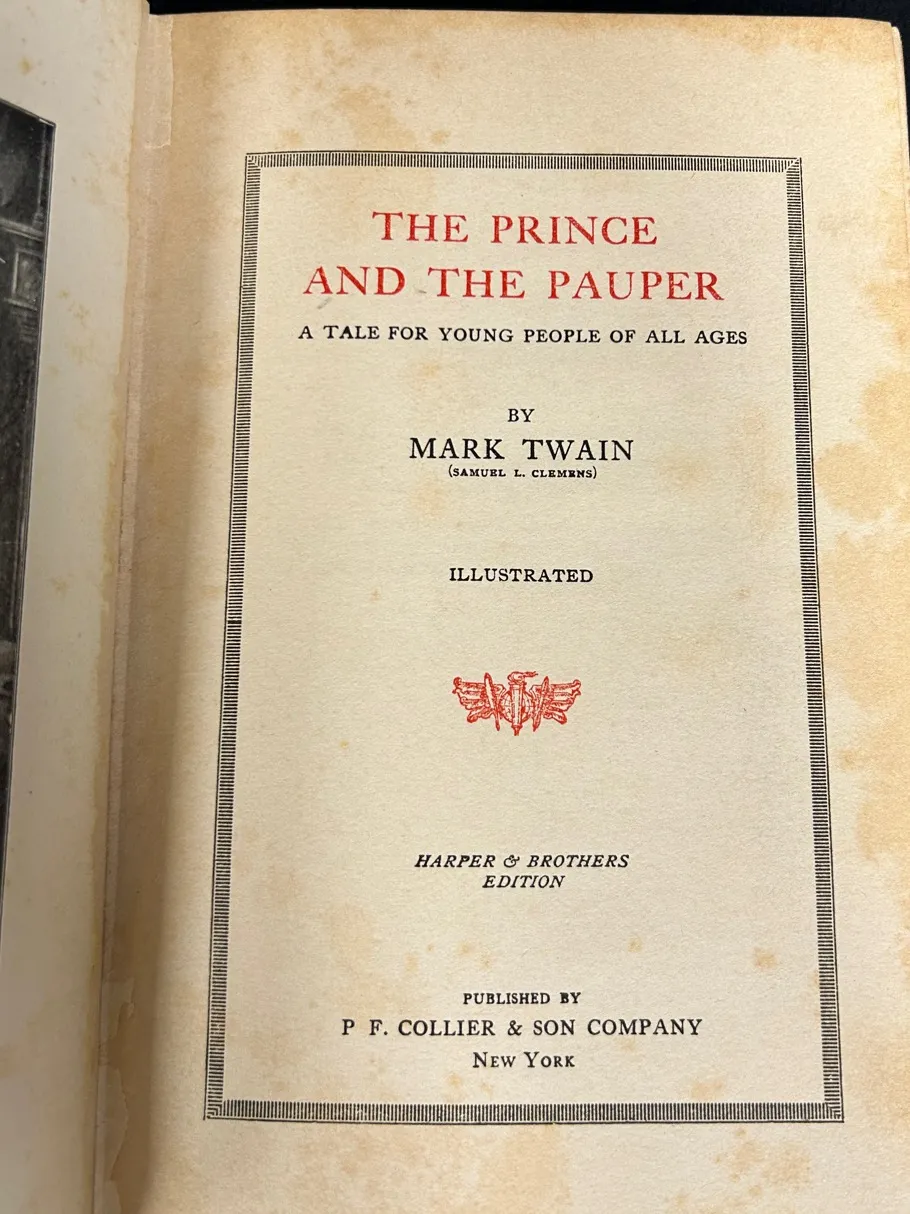 THE PRINCE
AND THE PAUPER
A TALE FOR YOUNG PEOPLE OF ALL AGES
BY
MARK TWAIN
(SAMUEL L. CLEMENS)
ILLUSTRATED
HARPER & BROTHERS
EDITION
PUBLISHED BY
P F. COLLIER & SON COMPANY
NEW YORK